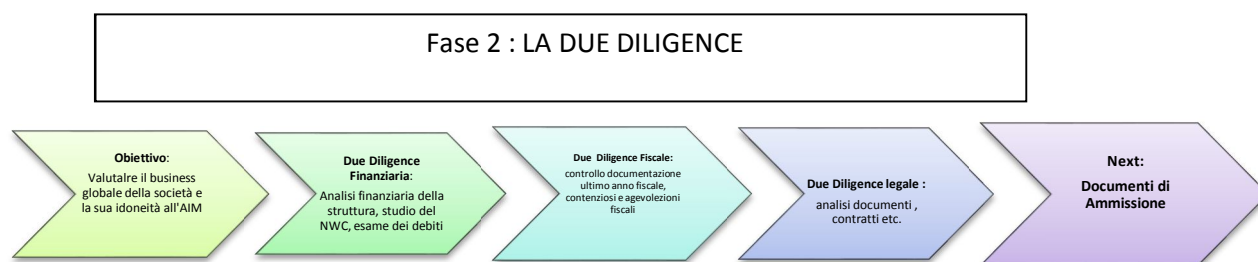 Fase 2 : LA DUE DILIGENCE
Obiettivo:
Valutalre il business
globale della società e
la sua idoneità all'AIM
Due Diligence
Finanziaria:
Analisi finanziaria della
struttura, studio del
NWC, esame dei debiti
Due Diligence Fiscale:
controllo documentazione
ultimo anno fiscale,
contenziosi e agevolezioni
fiscali
Due Diligence legale :
analisi documenti ,
contratti etc.
Next:
Documenti di
Ammissione